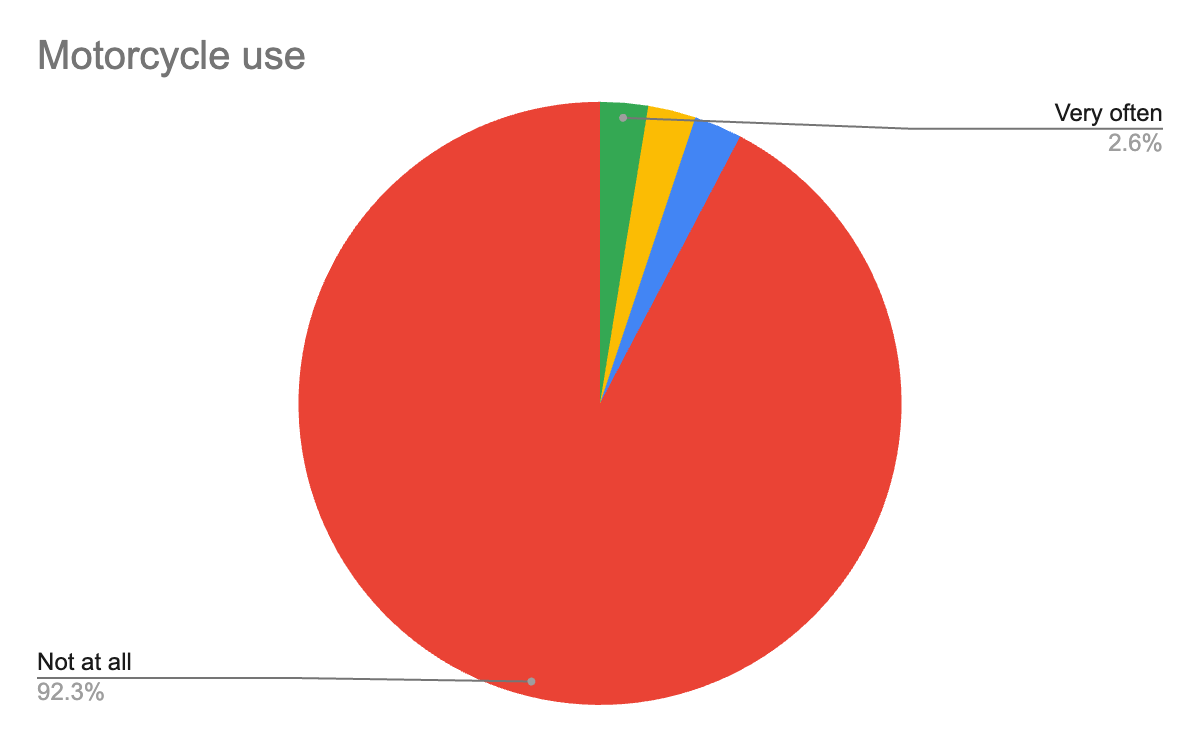 Motorcycle use
Very often
2.6%
Not at all
92.3%